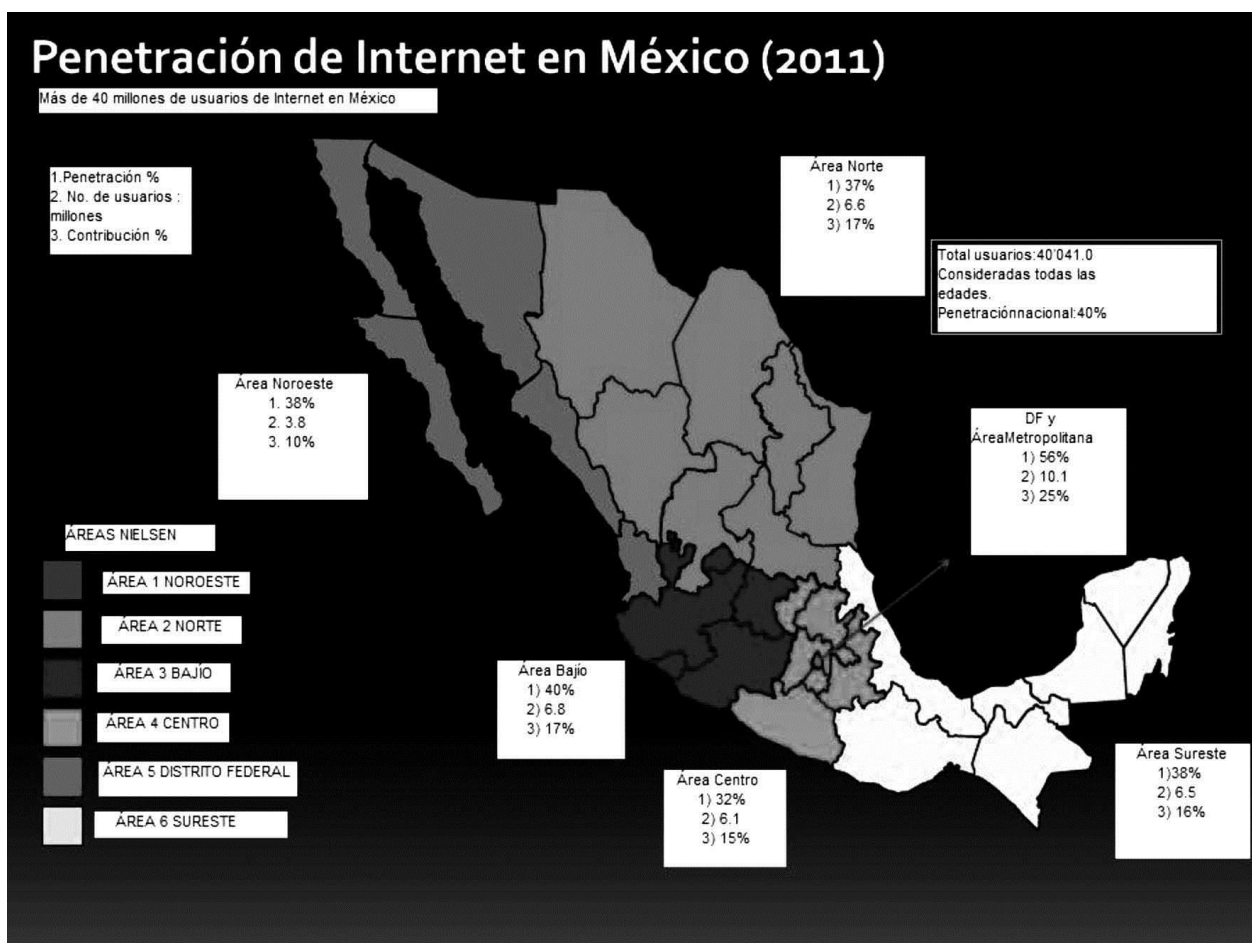 Penetración de Internet en México (2011)
Más de 40 millones de usuarios de Internet en México
1.Penetración %
2. No. de usuarios :
millones
3. Contribución %
Área Norte
1) 37%
2) 6.6
3) 17%
Total usuarios:40'041.0
Consideradas todas las
edades.
Penetraciónnacional:40%
Área Noroeste
1. 38%
2. 3.8
3. 10%
DF y
ÁreaMetropolitana
1) 56%
2) 10.1
3) 25%
ÁREAS NIELSEN
ÁREA 1 NOROESTE
ÁREA 2 NORTE
ÁREA 3 BAJÍO
ÁREA 4 CENTRO
ÁREA 5 DISTRITO FEDERAL
ÁREA 6 SURESTE
Área Bajío
1) 40%
2) 6.8
3) 17%
Área Centro
1) 32%
2) 6.1
3) 15%
Área Sureste
1)38%
2) 6.5
3) 16%